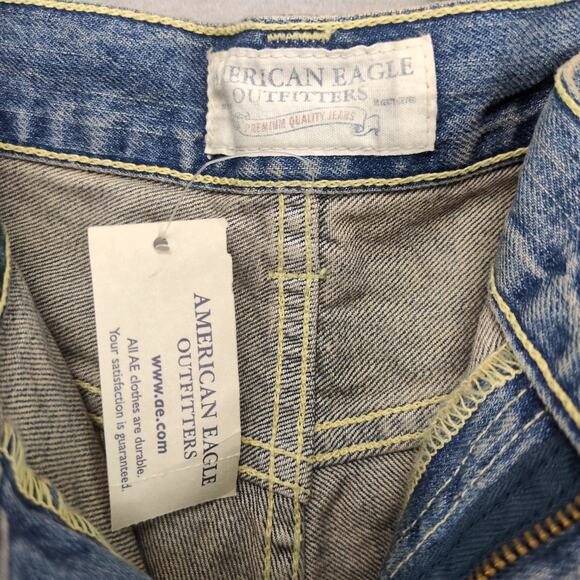 AMERICAN EAGLE
OUTFITTERS
PREMIUM QUALITY JEANS
AMERICAN EAGLE
OUTFITTERS
www.ae.com
All AE clothes are durable.
Your satisfaction is guaranteed.